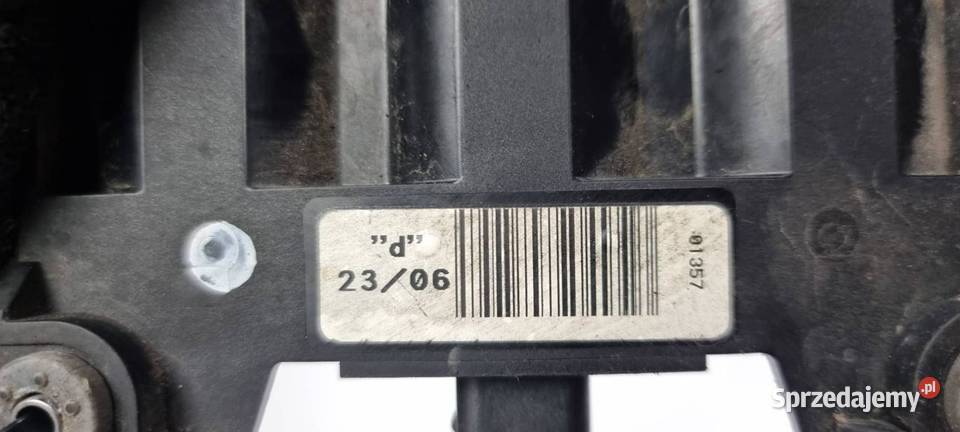 „P”
23/06
01357
Sprzedajemy.pl